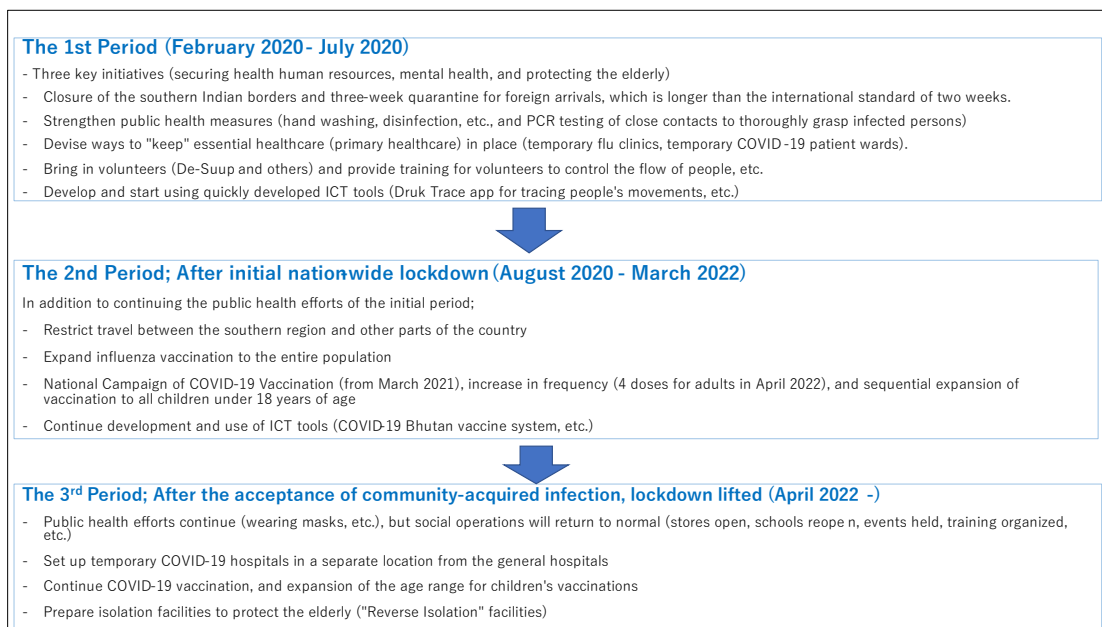 The 1st Period (February 2020 - July 2020)
- Three key initiatives (securing health human resources, mental health, and protecting the elderly)
- Closure of the southern Indian borders and three-week quarantine for foreign arrivals, which is longer than the international standard of two weeks.
- Strengthen public health measures (hand washing, disinfection, etc., and PCR testing of close contacts to thoroughly grasp infected persons)
- Devise ways to "keep" essential healthcare (primary healthcare) in place (temporary flu clinics, temporary COVID-19 patient wards).
- Bring in volunteers (De-Suup and others) and provide training for volunteers to control the flow of people, etc.
- Develop and start using quickly developed ICT tools (Druk Trace app for tracing people's movements, etc.)
The 2nd Period; After initial nation-wide lockdown (August 2020 - March 2022)
In addition to continuing the public health efforts of the initial period;
- Restrict travel between the southern region and other parts of the country
- Expand influenza vaccination to the entire population
- National Campaign of COVID-19 Vaccination (from March 2021), increase in frequency (4 doses for adults in April 2022), and sequential expansion of
vaccination to all children under 18 years of age
- Continue development and use of ICT tools (COVID-19 Bhutan vaccine system, etc.)
The 3rd Period; After the acceptance of community-acquired infection, lockdown lifted (April 2022 -)
- Public health efforts continue (wearing masks, etc.), but social operations will return to normal (stores open, schools reope n, events held, training organized,
etc.)
- Set up temporary COVID-19 hospitals in a separate location from the general hospitals
- Continue COVID-19 vaccination, and expansion of the age range for children's vaccinations
- Prepare isolation facilities to protect the elderly ("Reverse Isolation" facilities)